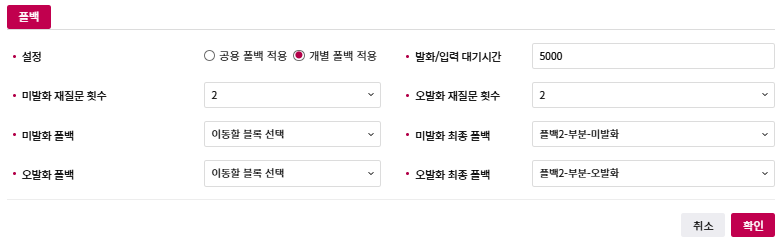 폴백
설정
공용 폴백 적용
개별 폴백 적용
발화/입력 대기시간
5000
미발화 재질문 횟수
2
오발화 재질문 횟수
2
미발화 폴백
이동할 블록 선택
미발화 최종 폴백
폴백2-부분-미발화
오발화 폴백
이동할 블록 선택
오발화 최종 폴백
폴백2-부분-오발화
취소
확인